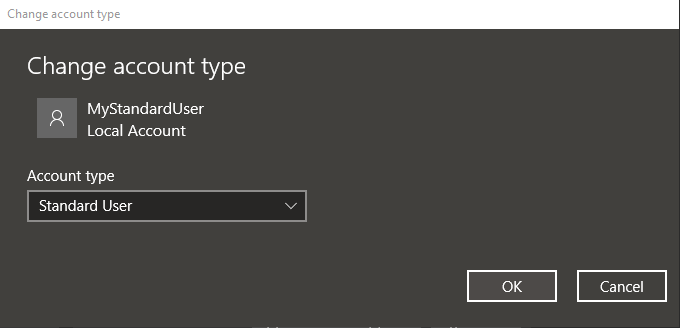 Change account type
Change account type
MyStandardUser
Local Account
Account type
Standard User
OK
Cancel